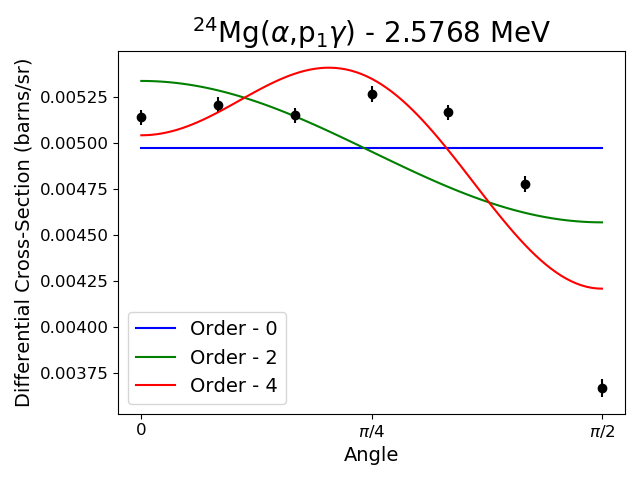 ²⁴Mg(α,p₁γ) - 2.5768 MeV
Differential Cross-Section (barns/sr)
0.00525
0.00500
0.00475
0.00450
0.00425
0.00400
0.00375
Order - 0
Order - 2
Order - 4
0 π/4 π/2
Angle